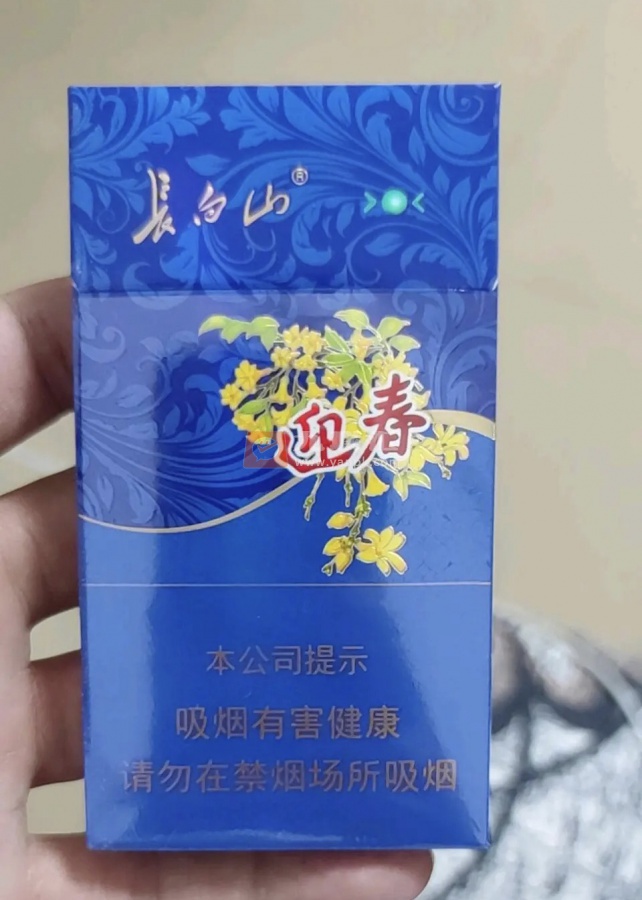 長白山®
迎春
本公司提示
吸烟有害健康
请勿在禁烟场所吸烟